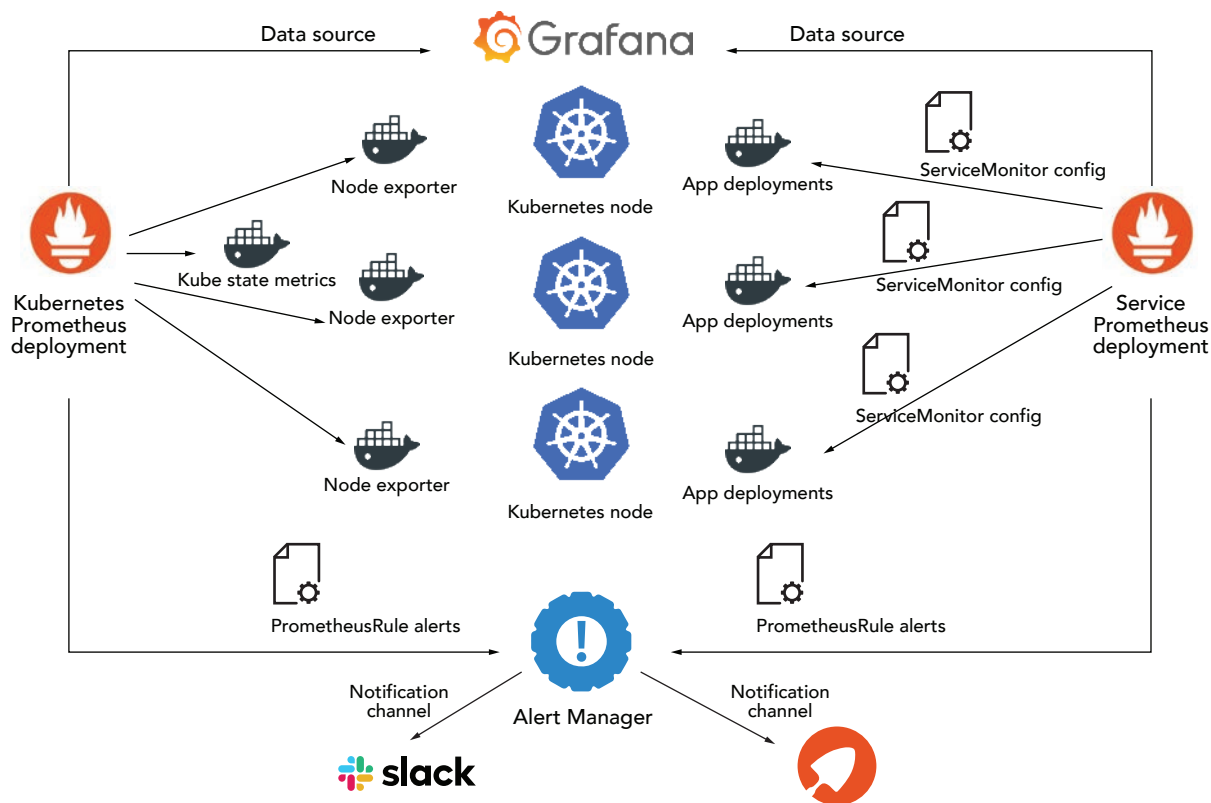 Data source
Grafana
Data source
Node exporter
Kubernetes node
App deployments
ServiceMonitor config
Kube state metrics
Node exporter
Kubernetes node
App deployments
ServiceMonitor config
Kubernetes
Prometheus
deployment
Service
Prometheus
deployment
ServiceMonitor config
Node exporter
Kubernetes node
App deployments
PrometheusRule alerts
PrometheusRule alerts
Notification
channel
Alert Manager
Notification
channel
slack